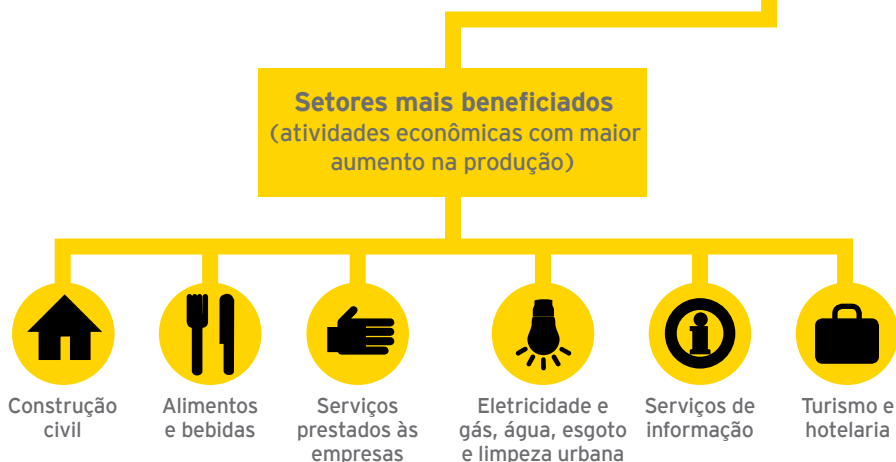 Setores mais beneficiados
(atividades econômicas com maior
aumento na produção)
Construção
civil
Alimentos
e bebidas
Serviços
prestados às
empresas
Eletricidade e
gás, água, esgoto
e limpeza urbana
Serviços de
informação
Turismo e
hotelaria